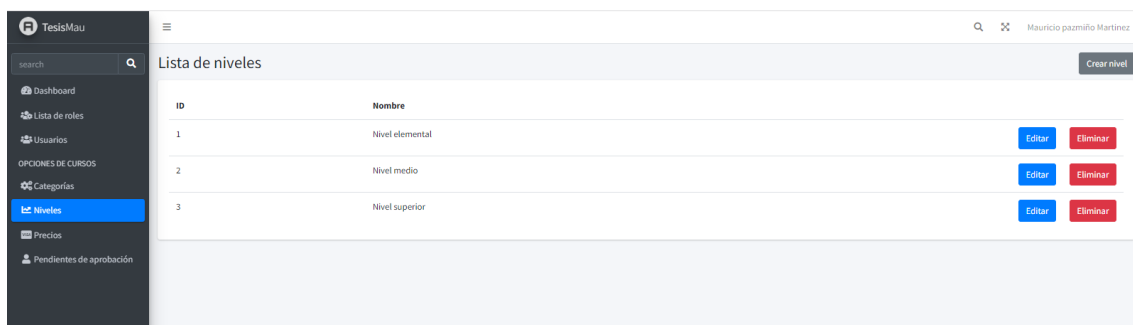 TesisMau
Mauricio pazmiño Martinez
search
Dashboard
Lista de roles
Usuarios
OPCIONES DE CURSOS
Categorías
Niveles
Precios
Pendientes de aprobación
Lista de niveles
Crear nivel
ID Nombre
1 Nivel elemental Editar Eliminar
2 Nivel medio Editar Eliminar
3 Nivel superior Editar Eliminar